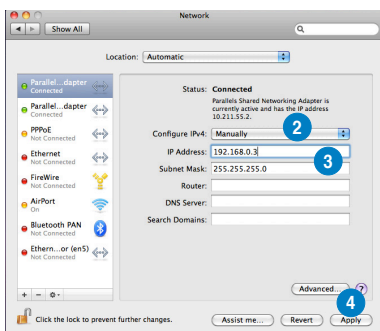 Network
Show All
Location: Automatic
Parallel...dapter
Connected
Parallel...dapter
Connected
PPPoE
Not Connected
Ethernet
Not Connected
FireWire
Not Connected
AirPort
On
Bluetooth PAN
Not Connected
Ethern...or (en5)
Not Connected
Status: Connected
Parallels Shared Networking Adapter is
currently active and has the IP address
10.211.55.2.
2
Configure IPv4: Manually
IP Address: 192.168.0.3
3
Subnet Mask: 255.255.255.0
Router:
DNS Server:
Search Domains:
Advanced... ?
4
Click the lock to prevent further changes.
Assist me... Revert Apply